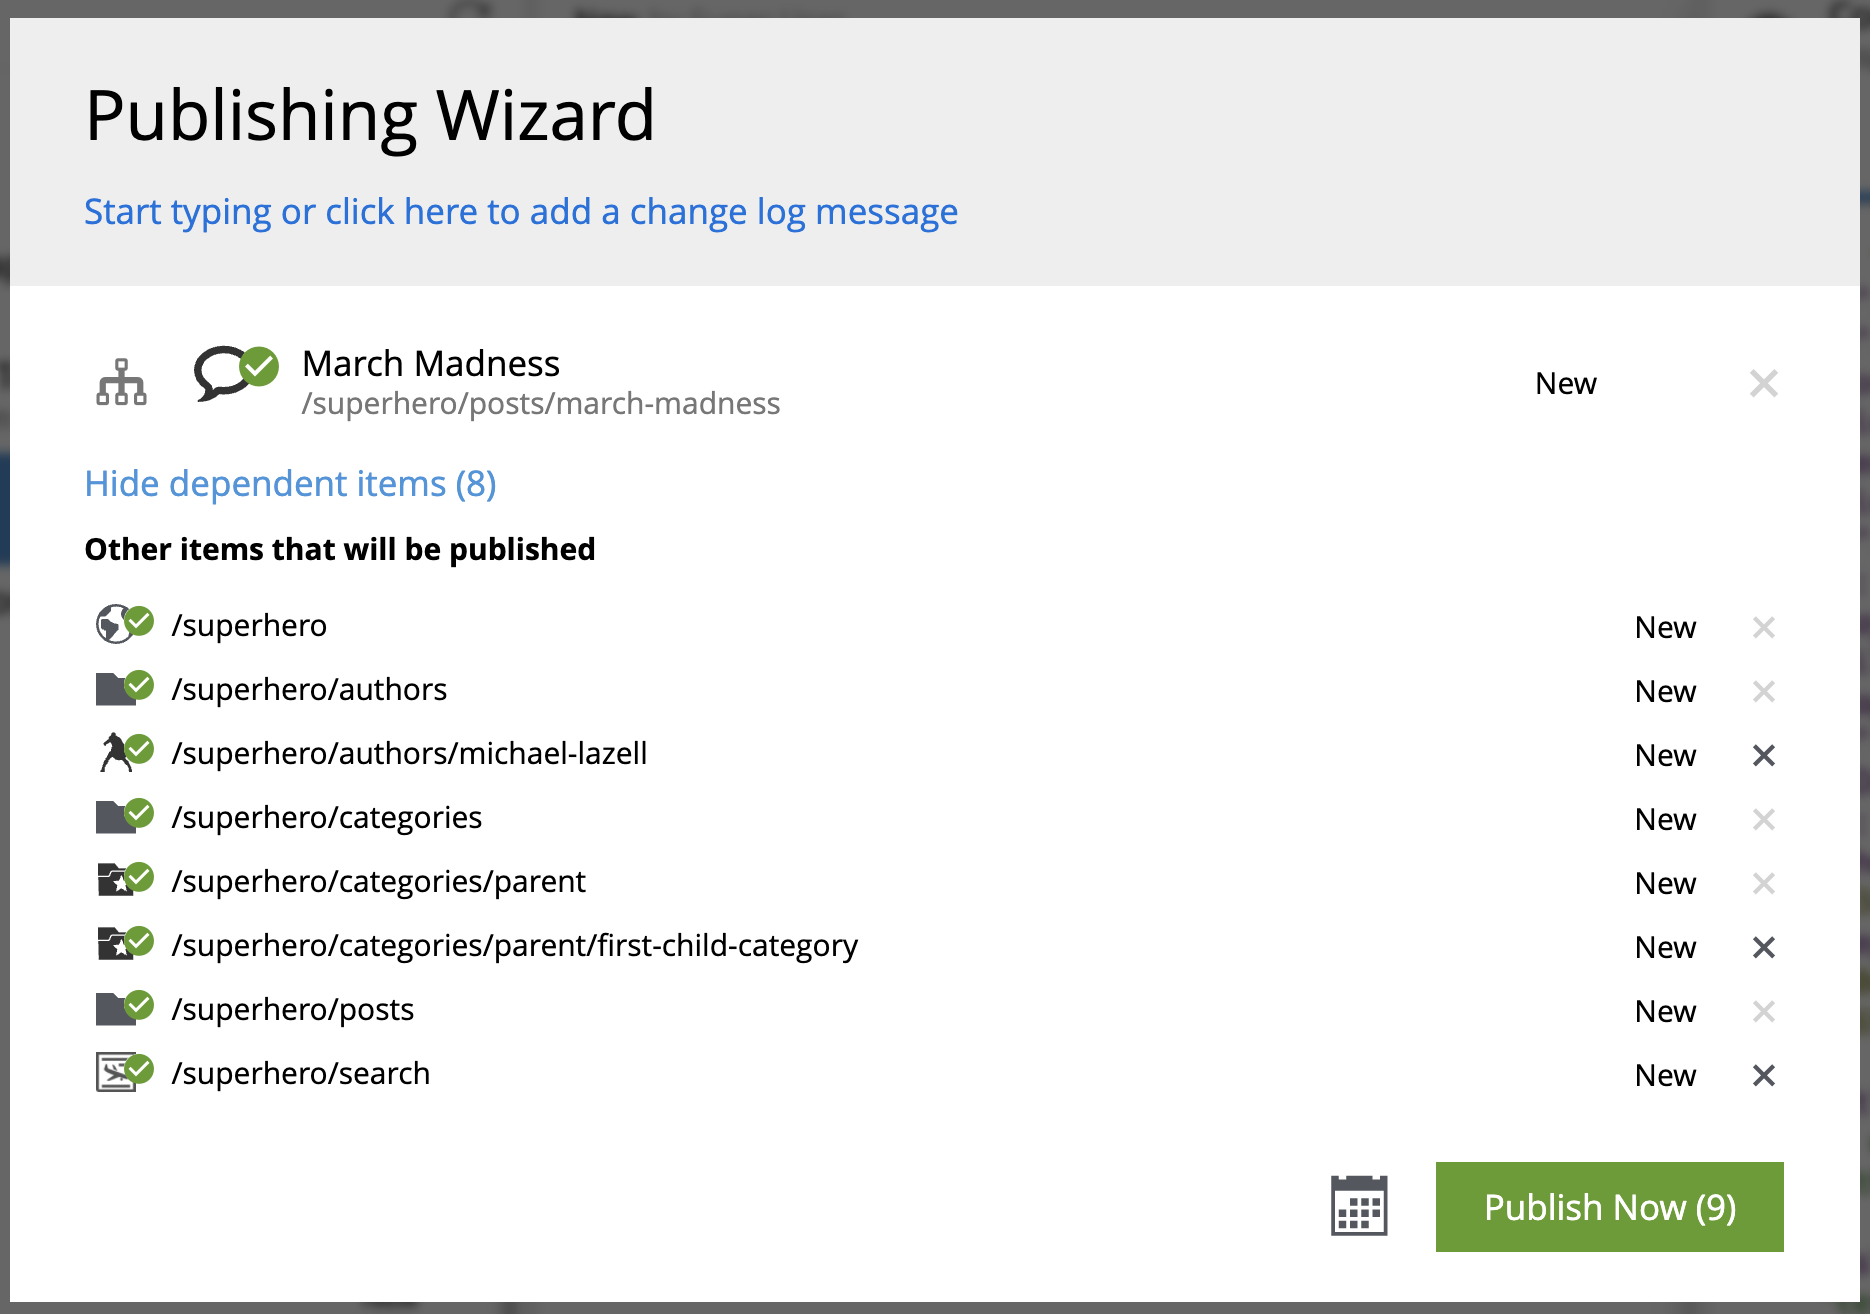 Publishing Wizard
Start typing or click here to add a change log message
March Madness
/superhero/posts/march-madness
New
Hide dependent items (8)
Other items that will be published
/superhero New
/superhero/authors New
/superhero/authors/michael-lazell New
/superhero/categories New
/superhero/categories/parent New
/superhero/categories/parent/first-child-category New
/superhero/posts New
/superhero/search New
Publish Now (9)